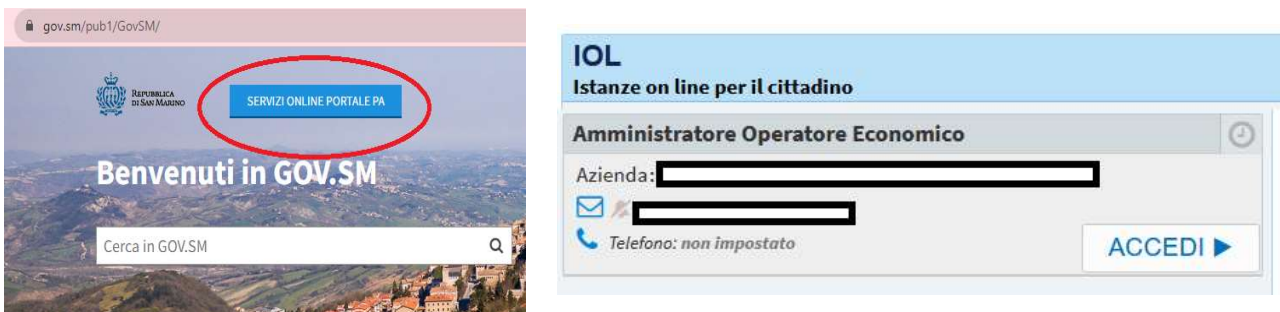 gov.sm/pub1/GovSM/
REPUBBLICA
DI SAN MARINO
SERVIZI ONLINE PORTALE PA
Benvenuti in GOV.SM
Cerca in GOV.SM
IOL
Istanze on line per il cittadino
Amministratore Operatore Economico
Azienda:
Telefono: non impostato
ACCEDI